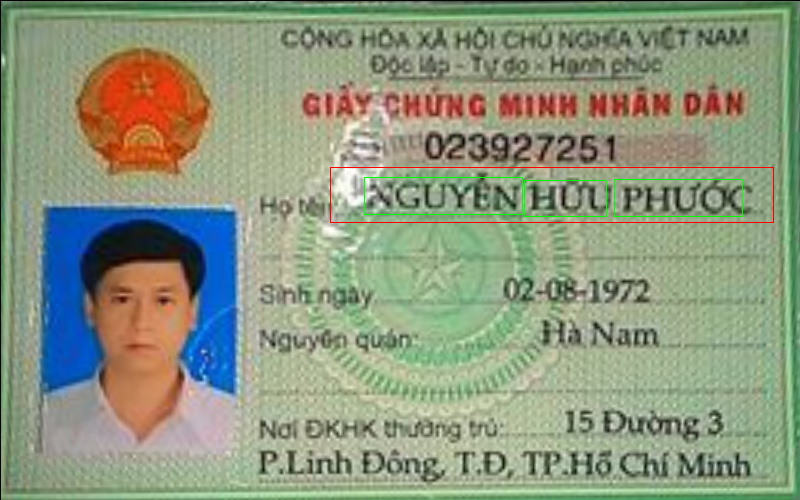 CỘNG HÒA XÃ HỘI CHỦ NGHĨA VIỆT NAM
Độc lập - Tự do - Hạnh phúc
GIẤY CHỨNG MINH NHÂN DÂN
023927251
Họ tên NGUYỄN HỮU PHƯỚC
Sinh ngày 02-08-1972
Nguyên quán: Hà Nam
Nơi ĐKHK thường trú: 15 Đường 3
P.Linh Đông, T.Đ, TP.Hồ Chí Minh